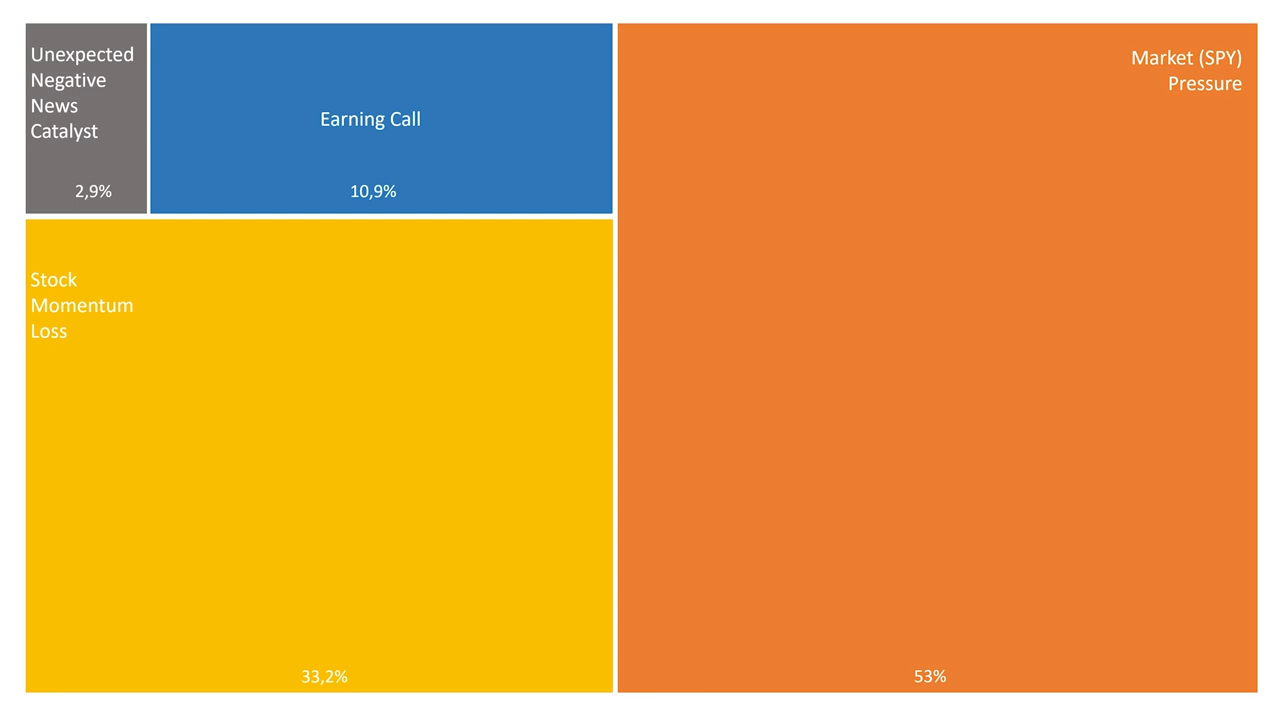 Unexpected
Negative
News
Catalyst
2,9%
Earning Call
10,9%
Stock
Momentum
Loss
33,2%
Market (SPY)
Pressure
53%